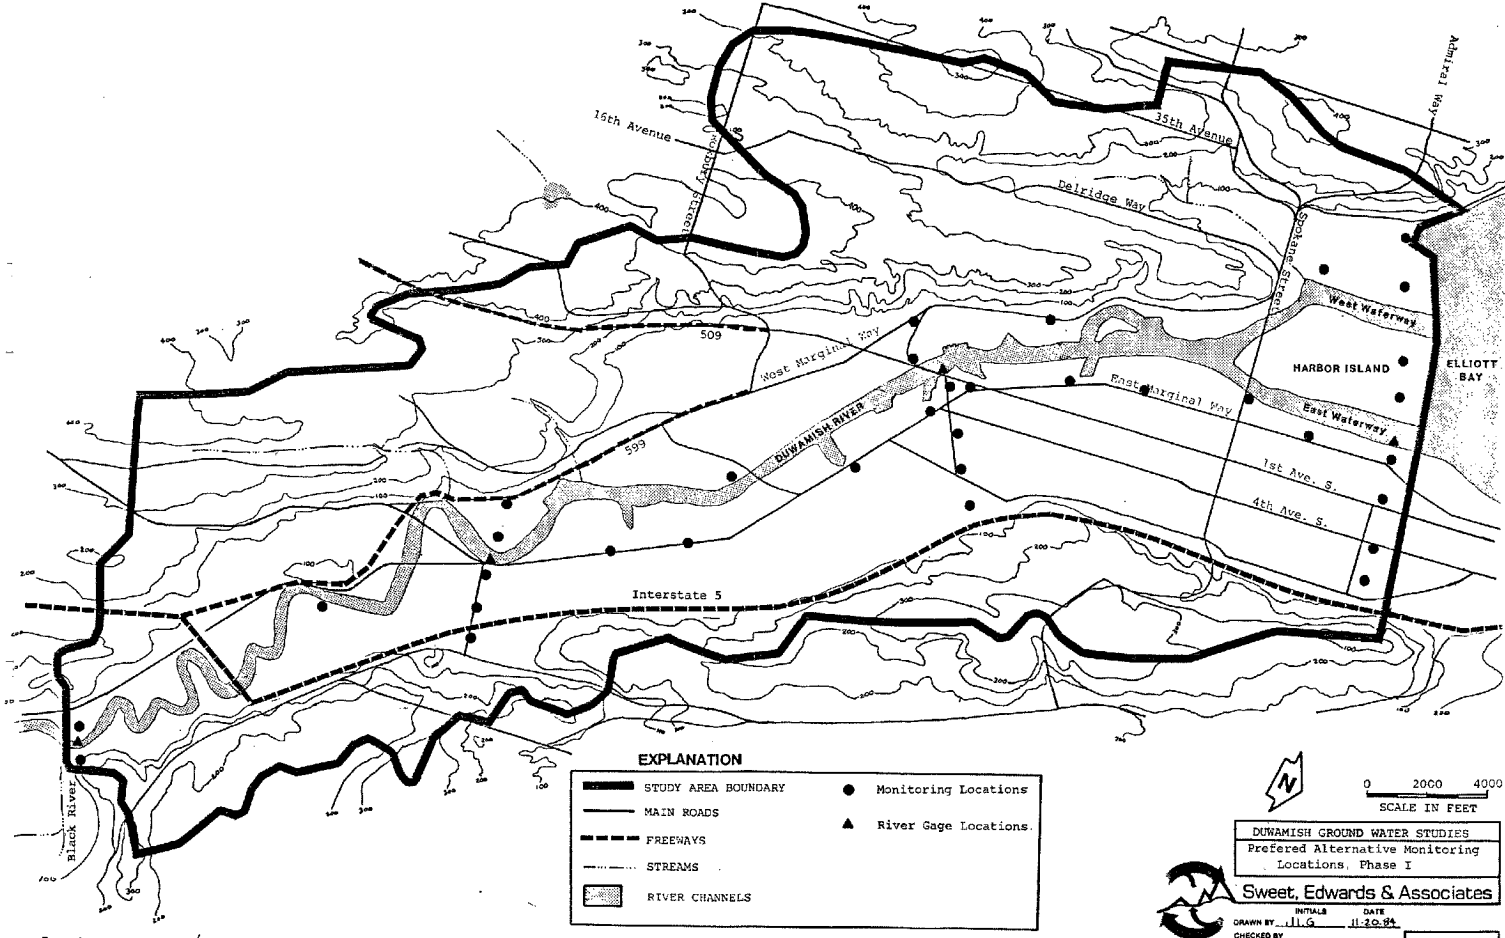 Admiral Way
16th Avenue
35th Avenue
Delridge Way
Spokane Street
West Waterway
509
West Marginal Way
HARBOR ISLAND
ELLIOTT
BAY
East Marginal Way
East Waterway
DUWAMISH RIVER
599
1st Ave. S.
4th Ave. S.
Interstate 5
Black River
EXPLANATION
STUDY AREA BOUNDARY
MAIN ROADS
FREEWAYS
STREAMS
RIVER CHANNELS
Monitoring Locations
River Gage Locations.
N
0 2000 4000
SCALE IN FEET
DUWAMISH GROUND WATER STUDIES
Prefered Alternative Monitoring
Locations, Phase I
Sweet, Edwards & Associates
INITIALS DATE
DRAWN BY 11-20-84
CHECKED BY